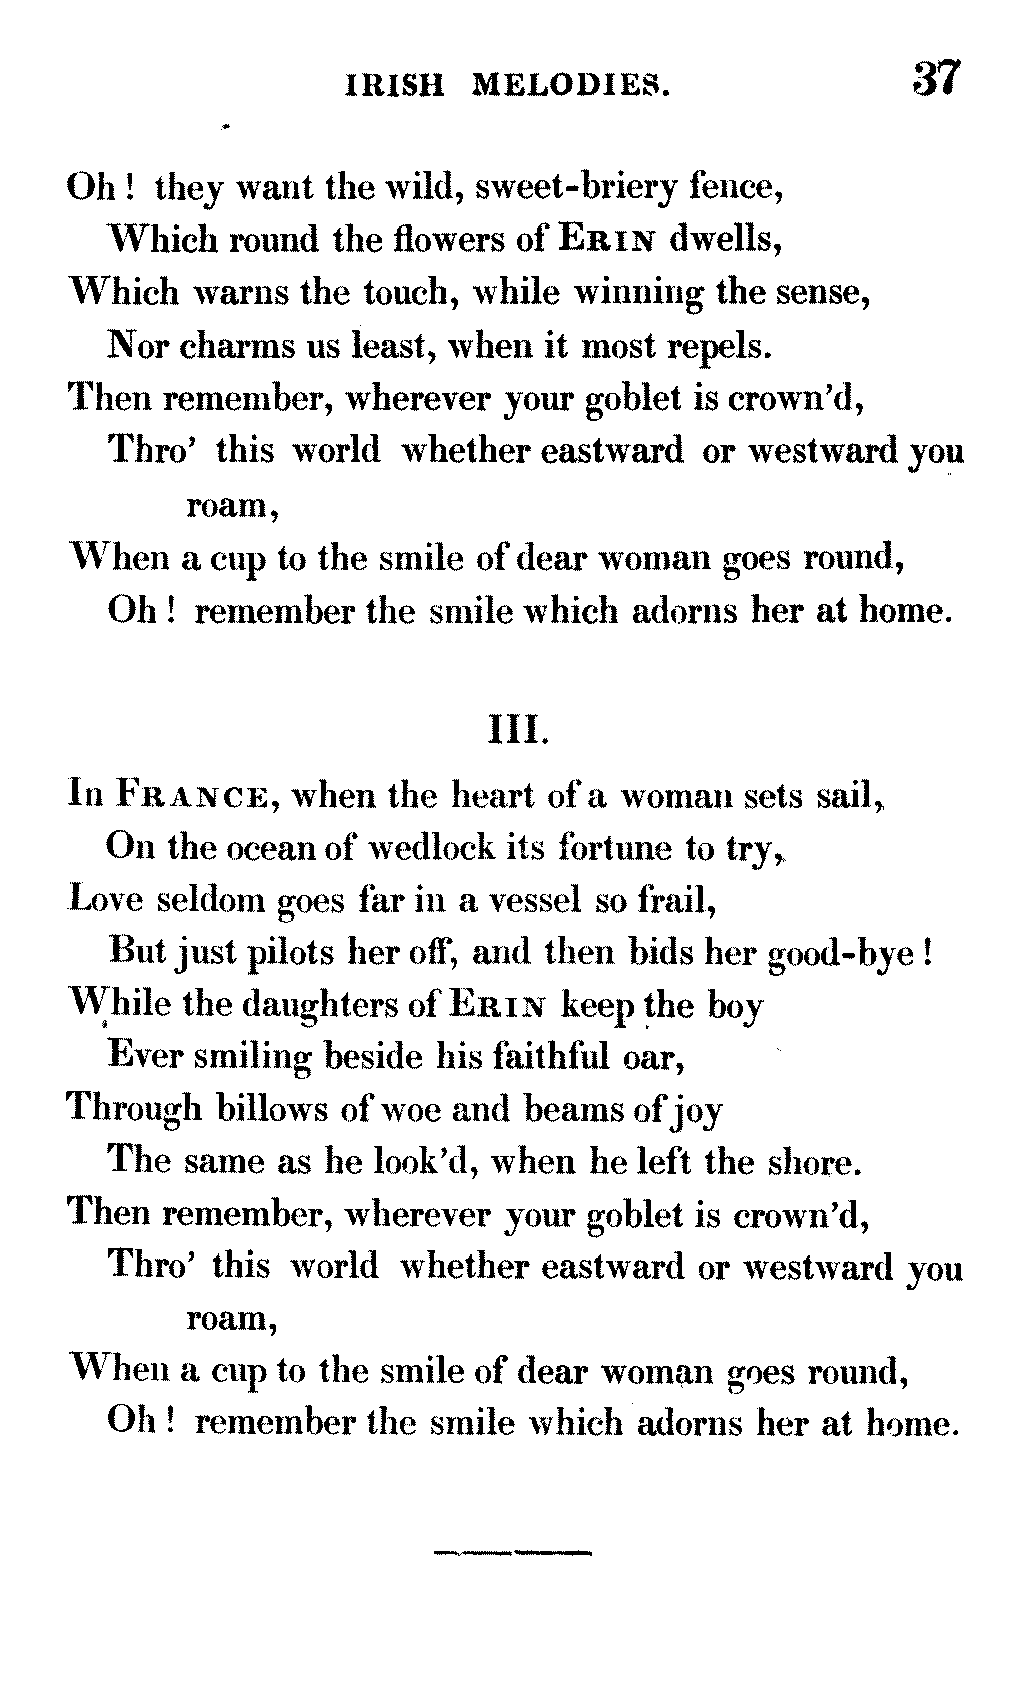 IRISH MELODIES. 37
Oh! they want the wild, sweet-briery fence,
Which round the flowers of ERIN dwells,
Which warns the touch, while winning the sense,
Nor charms us least, when it most repels.
Then remember, wherever your goblet is crown'd,
Thro' this world whether eastward or westward you
roam,
When a cup to the smile of dear woman goes round,
Oh! remember the smile which adorns her at home.
III.
In FRANCE, when the heart of a woman sets sail,
On the ocean of wedlock its fortune to try,
Love seldom goes far in a vessel so frail,
But just pilots her off, and then bids her good-bye!
While the daughters of ERIN keep the boy
Ever smiling beside his faithful oar,
Through billows of woe and beams of joy
The same as he look'd, when he left the shore.
Then remember, wherever your goblet is crown'd,
Thro' this world whether eastward or westward you
roam,
When a cup to the smile of dear woman goes round,
Oh! remember the smile which adorns her at home.